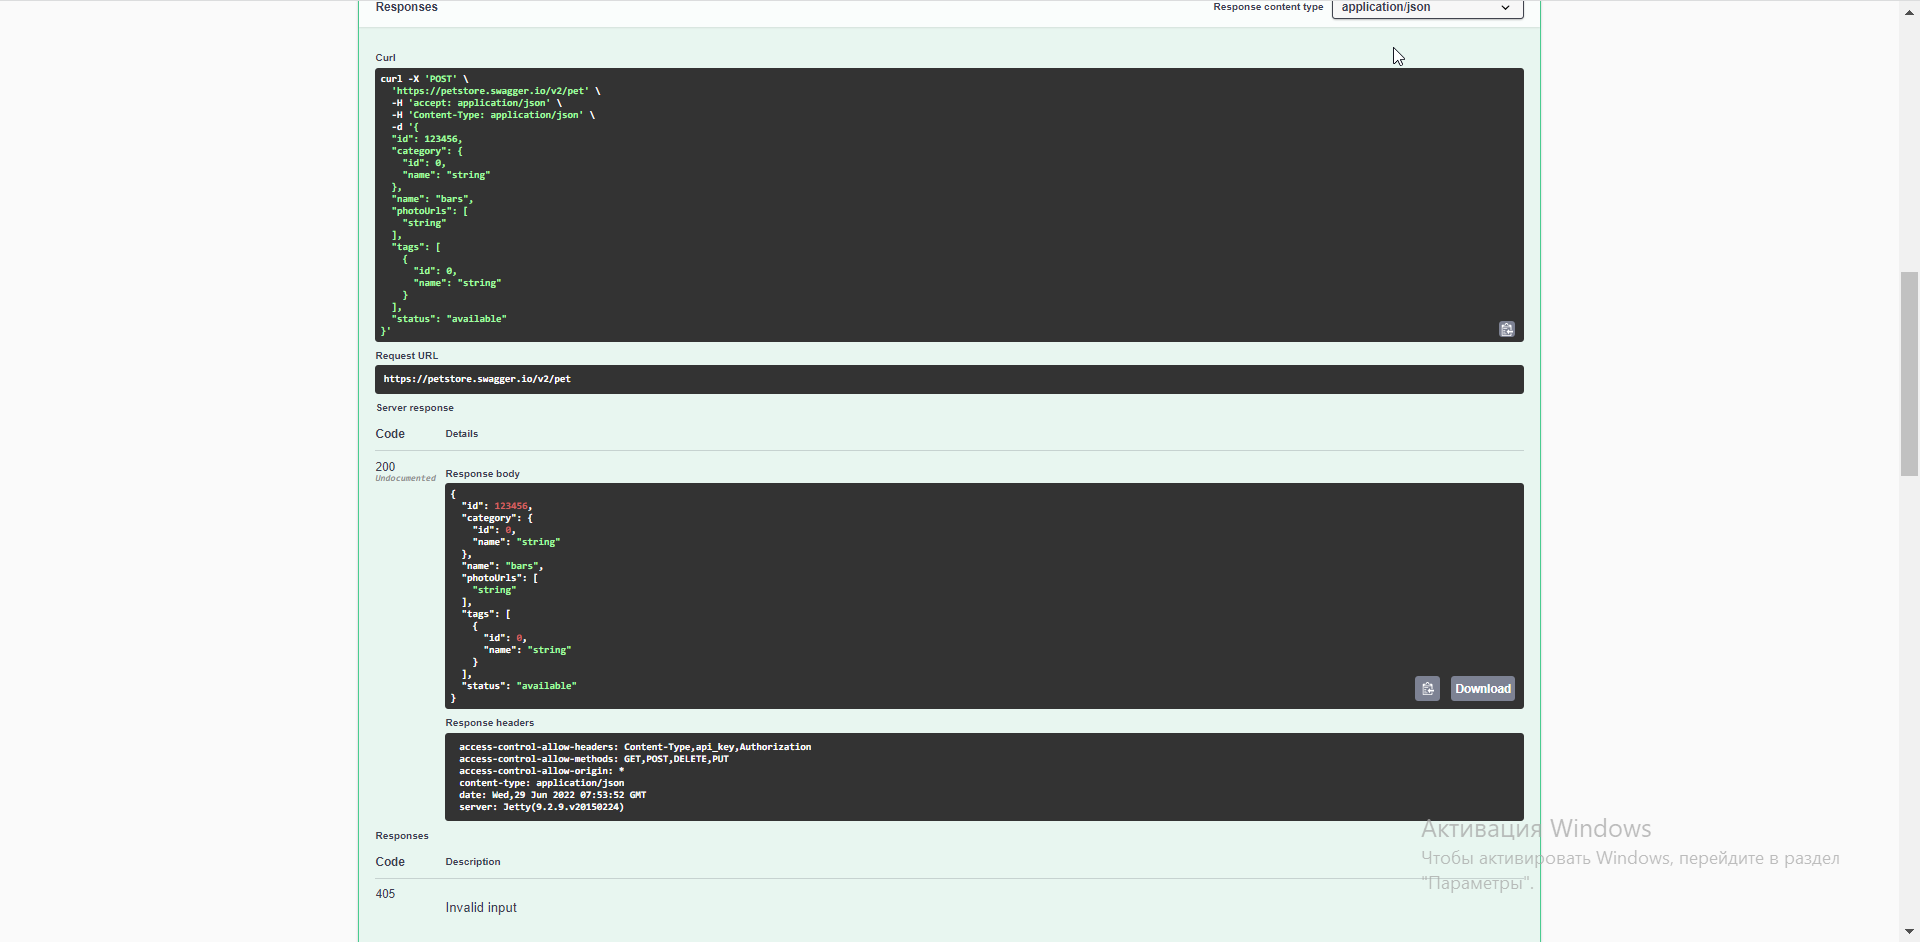 Responses
Response content type
application/json
Curl
curl -X 'POST' \
  'https://petstore.swagger.io/v2/pet' \
  -H 'accept: application/json' \
  -H 'Content-Type: application/json' \
  -d '{
  "id": 123456,
  "category": {
    "id": 0,
    "name": "string"
  },
  "name": "bars",
  "photoUrls": [
    "string"
  ],
  "tags": [
    {
      "id": 0,
      "name": "string"
    }
  ],
  "status": "available"
}'
Request URL
https://petstore.swagger.io/v2/pet
Server response
Code Details
200
Undocumented
Response body
{
  "id": 123456,
  "category": {
    "id": 0,
    "name": "string"
  },
  "name": "bars",
  "photoUrls": [
    "string"
  ],
  "tags": [
    {
      "id": 0,
      "name": "string"
    }
  ],
  "status": "available"
}
Download
Response headers
access-control-allow-headers: Content-Type,api_key,Authorization
access-control-allow-methods: GET,POST,DELETE,PUT
access-control-allow-origin: *
content-type: application/json
date: Wed,29 Jun 2022 07:53:52 GMT
server: Jetty(9.2.9.v20150224)
Responses
Code Description
405
Invalid input
Активация Windows
Чтобы активировать Windows, перейдите в раздел
"Параметры".